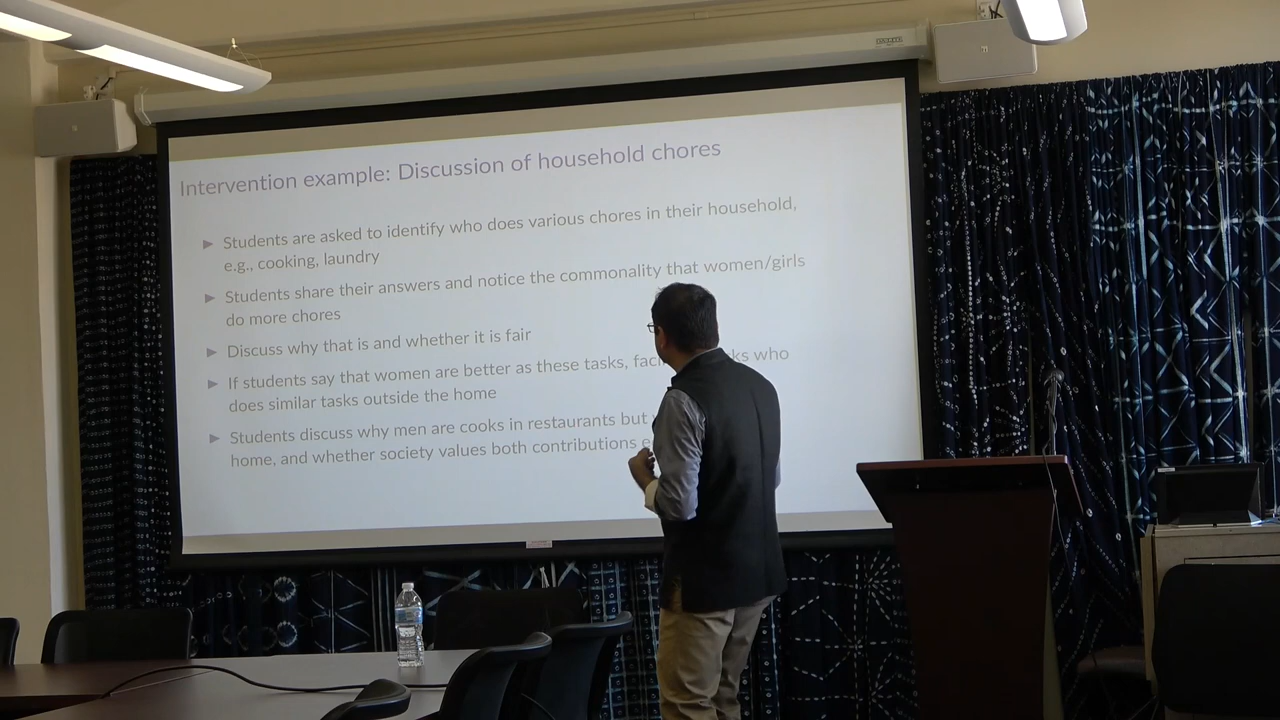 Intervention example: Discussion of household chores
Students are asked to identify who does various chores in their household,
e.g., cooking, laundry
Students share their answers and notice the commonality that women/girls
do more chores
Discuss why that is and whether it is fair
If students say that women are better as these tasks, who
does similar tasks outside the home
Students discuss why men are cooks in restaurants but
home, and whether society values both contributions